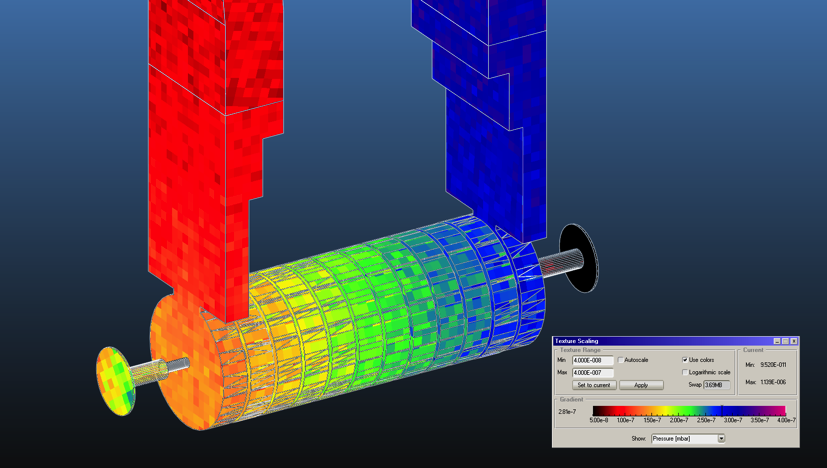 Texture Scaling
Texture Range
Min 4.000E-008 Autoscale Use colors
Max 4.000E-007 Logarithmic scale
Set to current Apply Swap 3.69MB
Current
Min: 9.520E-011
Max: 1.139E-006
Gradient
2.81e-7
5.00e-8 1.00e-7 1.50e-7 2.00e-7 2.50e-7 3.00e-7 3.50e-7 4.00e-7
Show: Pressure [mbar]